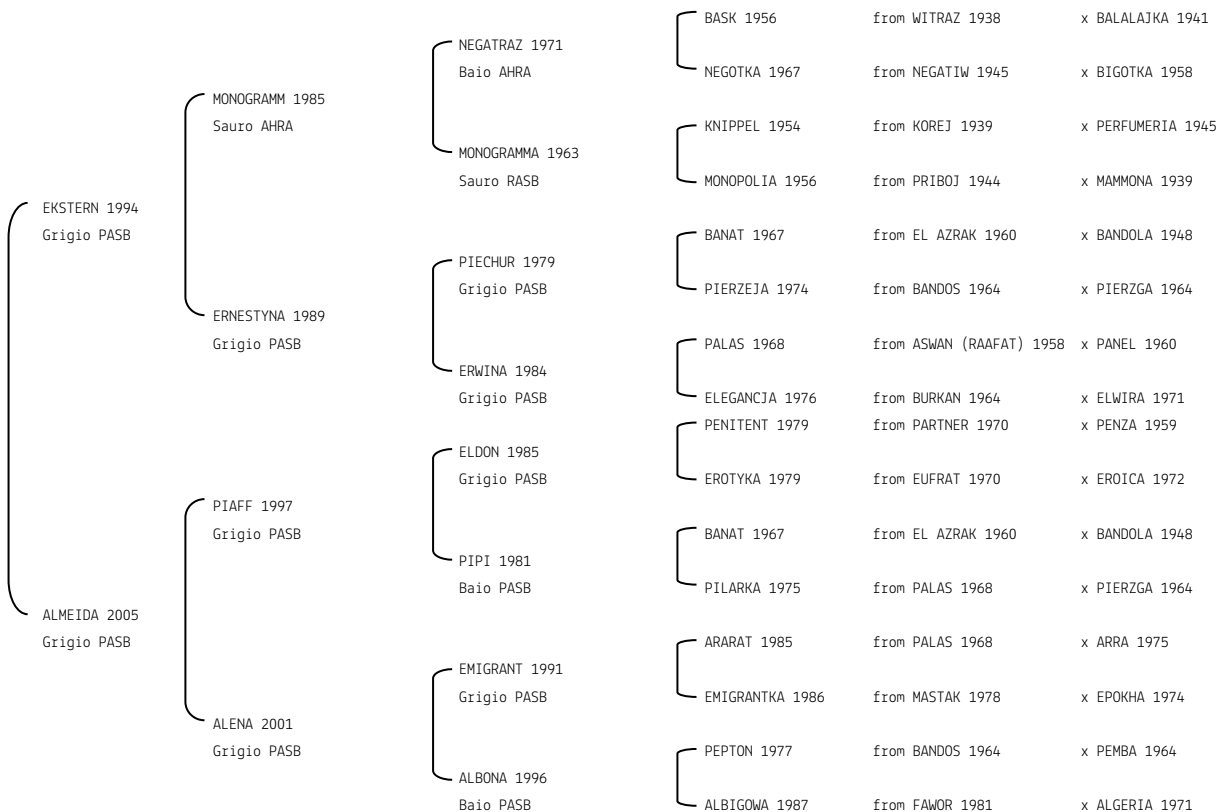 BASK 1956 from WITRAZ 1938 x BALALAJKA 1941
NEGATRAZ 1971
Baio AHRA NEGOTKA 1967 from NEGATIW 1945 x BIGOTKA 1958
MONOGRAMM 1985
Sauro AHRA KNIPPEL 1954 from KOREJ 1939 x PERFUMERIA 1945
MONOGRAMMA 1963
Sauro RASB MONOPOLIA 1956 from PRIBOJ 1944 x MAMMONA 1939
EKSTERN 1994
Grigio PASB BANAT 1967 from EL AZRAK 1960 x BANDOLA 1948
PIECHUR 1979
Grigio PASB PIERZEJA 1974 from BANDOS 1964 x PIERZGA 1964
ERNESTYNA 1989
Grigio PASB PALAS 1968 from ASWAN (RAAFAT) 1958 x PANEL 1960
ERWINA 1984
Grigio PASB ELEGANCJA 1976 from BURKAN 1964 x ELWIRA 1971
PENITENT 1979 from PARTNER 1970 x PENZA 1959
ELDON 1985
Grigio PASB EROTYKA 1979 from EUFRAT 1970 x EROICA 1972
PIAFF 1997
Grigio PASB BANAT 1967 from EL AZRAK 1960 x BANDOLA 1948
PIPI 1981
Baio PASB PILARKA 1975 from PALAS 1968 x PIERZGA 1964
ALMEIDA 2005
Grigio PASB ARARAT 1985 from PALAS 1968 x ARRA 1975
EMIGRANT 1991
Grigio PASB EMIGRANTKA 1986 from MASTAK 1978 x EPOKHA 1974
ALENA 2001
Grigio PASB PEPTON 1977 from BANDOS 1964 x PEMBA 1964
ALBONA 1996
Baio PASB ALBIGOWA 1987 from FAWOR 1981 x ALGERIA 1971